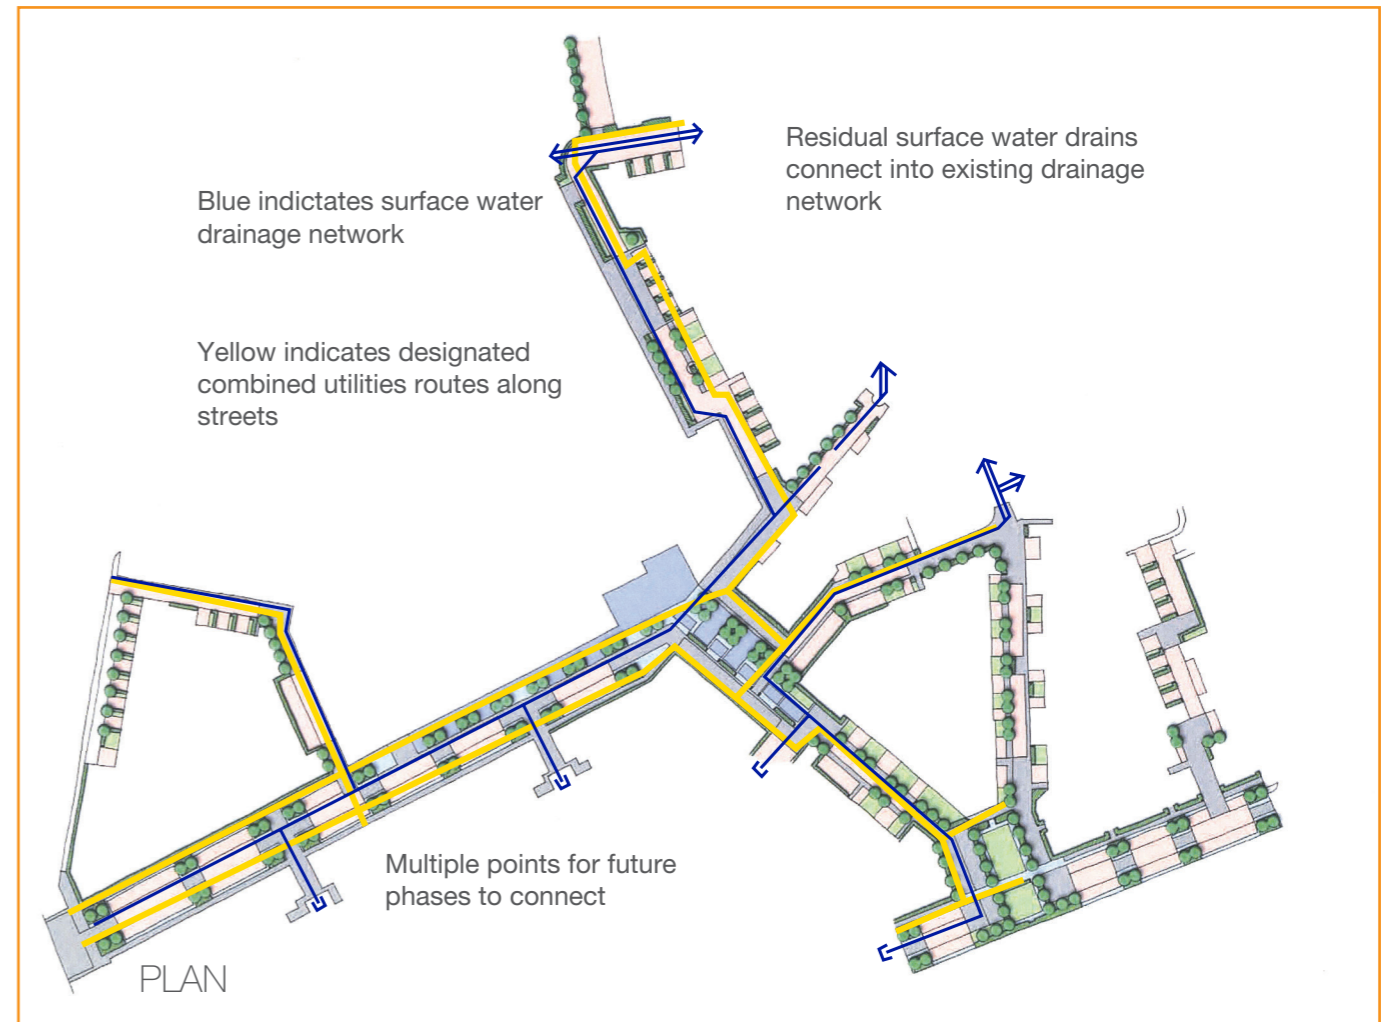 Residual surface water drains
connect into existing drainage
network
Blue indictates surface water
drainage network
Yellow indicates designated
combined utilities routes along
streets
Multiple points for future
phases to connect
PLAN